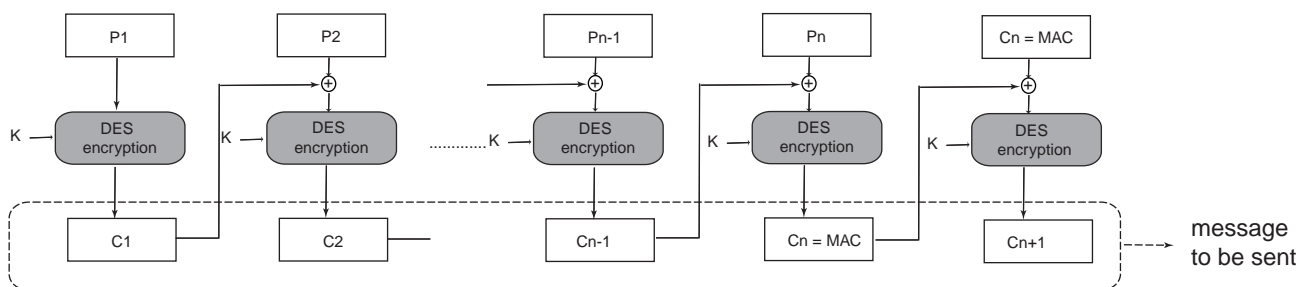 P1
P2
Pn-1
Pn
Cn = MAC
K
DES
encryption
K
DES
encryption
............. K
DES
encryption
K
DES
encryption
K
DES
encryption
C1
C2
Cn-1
Cn = MAC
Cn+1
message
to be sent